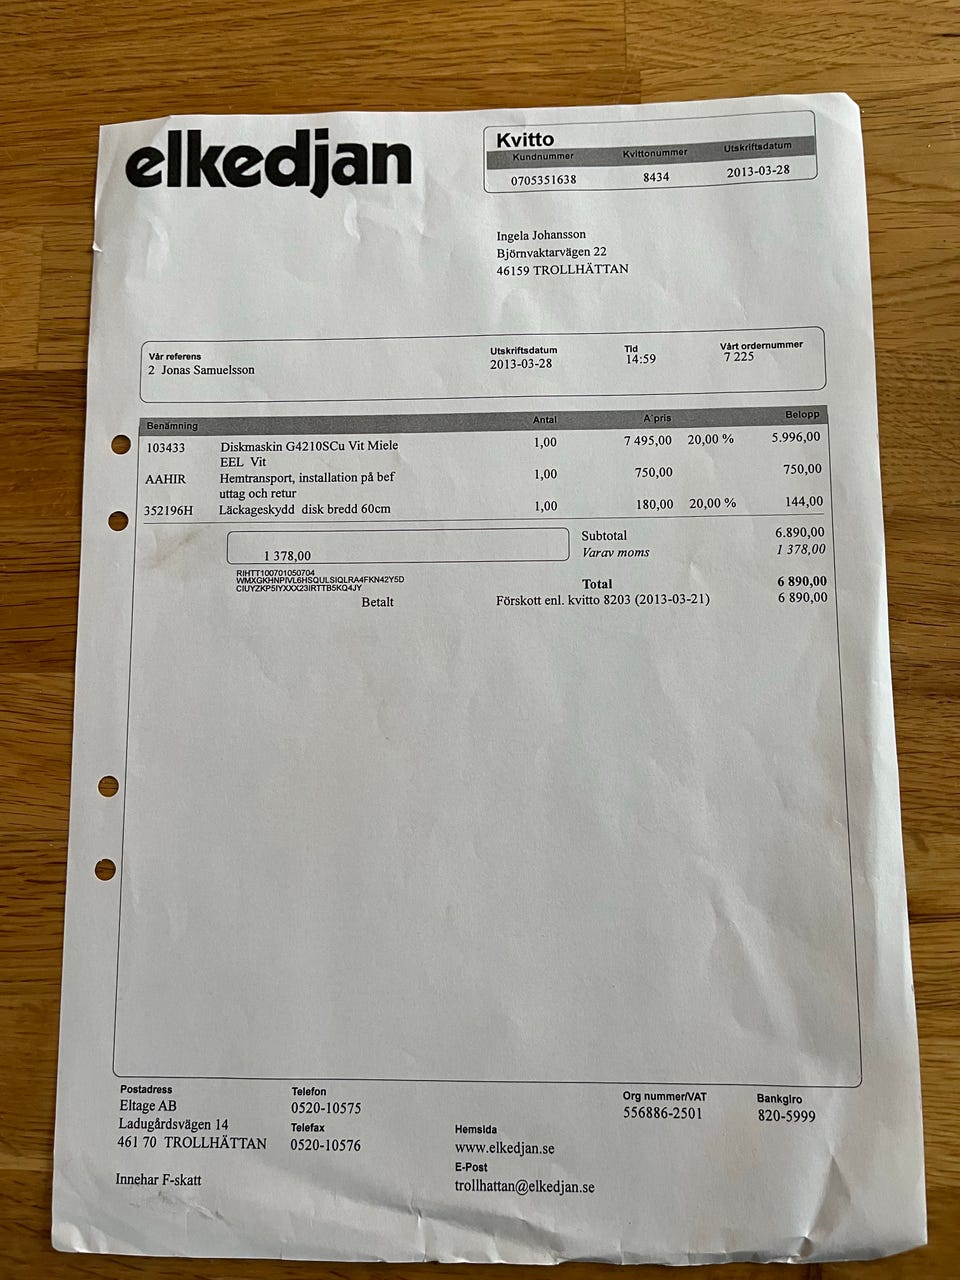 elkedjan
Kvitto
Kundnummer Kvittonummer Utskriftsdatum
0705351638 8434 2013-03-28
Ingela Johansson
Björnvaktarvägen 22
46159 TROLLHÄTTAN
Vår referens Utskriftsdatum Tid Vårt ordernummer
2 Jonas Samuelsson 2013-03-28 14:59 7 225
Benämning Antal A'pris Belopp
103433 Diskmaskin G4210SCu Vit Miele 1,00 7 495,00 20,00 % 5.996,00
EEL Vit
AAHIR Hemtransport, installation på bef 1,00 750,00 750,00
uttag och retur
352196H Läckageskydd disk bredd 60cm 1,00 180,00 20,00 % 144,00
Subtotal 6.890,00
1 378,00 Varav moms 1 378,00
RIHTT100701050704
WMXGKHNPIVL6HSQULSIQLRA4FKN42Y5D
CIUYZKP5IYXXX23IRTTB5KQ4JY
Total 6 890,00
Betalt Förskott enl. kvitto 8203 (2013-03-21) 6 890,00
Postadress Telefon Org nummer/VAT Bankgiro
Eltage AB 0520-10575 556886-2501 820-5999
Ladugårdsvägen 14 Telefax Hemsida
461 70 TROLLHÄTTAN 0520-10576 www.elkedjan.se
E-Post
Innehar F-skatt trollhattan@elkedjan.se